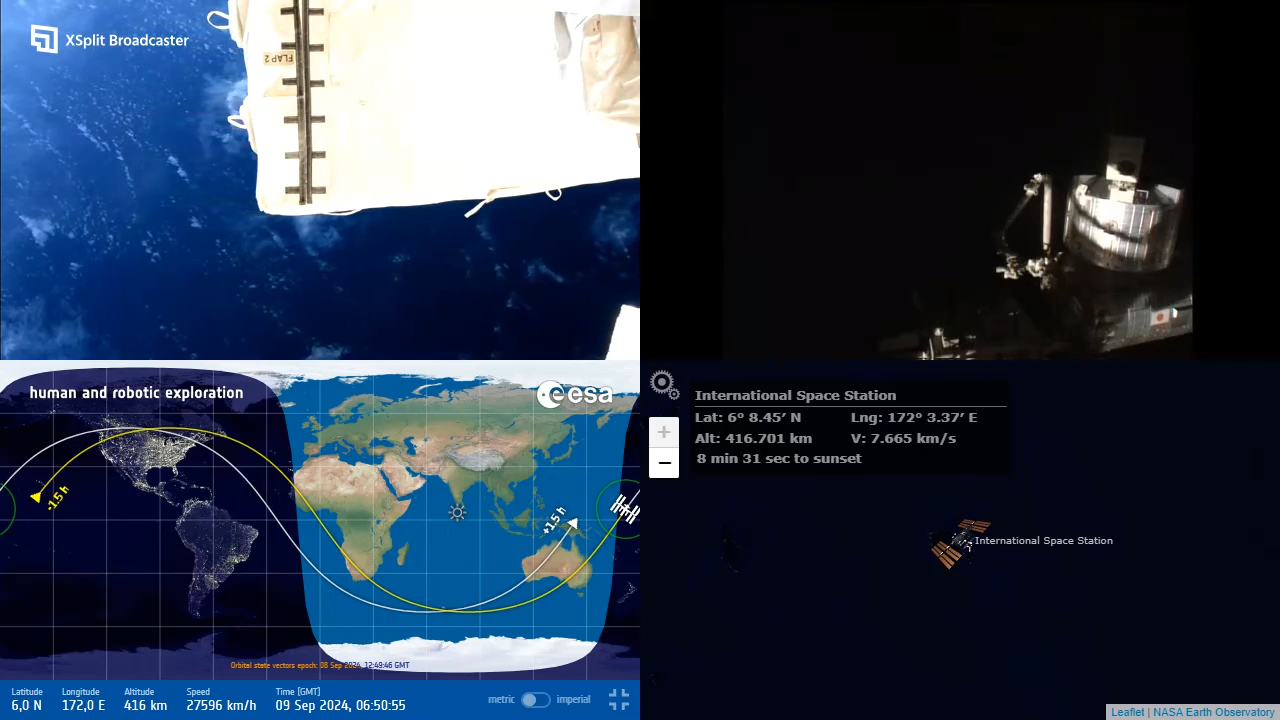 XSplit Broadcaster
FLAP 2
human and robotic exploration
esa
-1.5 h
+1.5 h
Orbital state vectors epoch: 08 Sep 2024, 12:49:46 GMT
Latitude
6,0 N
Longitude
172,0 E
Altitude
416 km
Speed
27596 km/h
Time [GMT]
09 Sep 2024, 06:50:55
metric
imperial
+
−
International Space Station
Lat: 6° 8.45′ N
Lng: 172° 3.37′ E
Alt: 416.701 km
V: 7.665 km/s
8 min 31 sec to sunset
International Space Station
Leaflet | NASA Earth Observatory